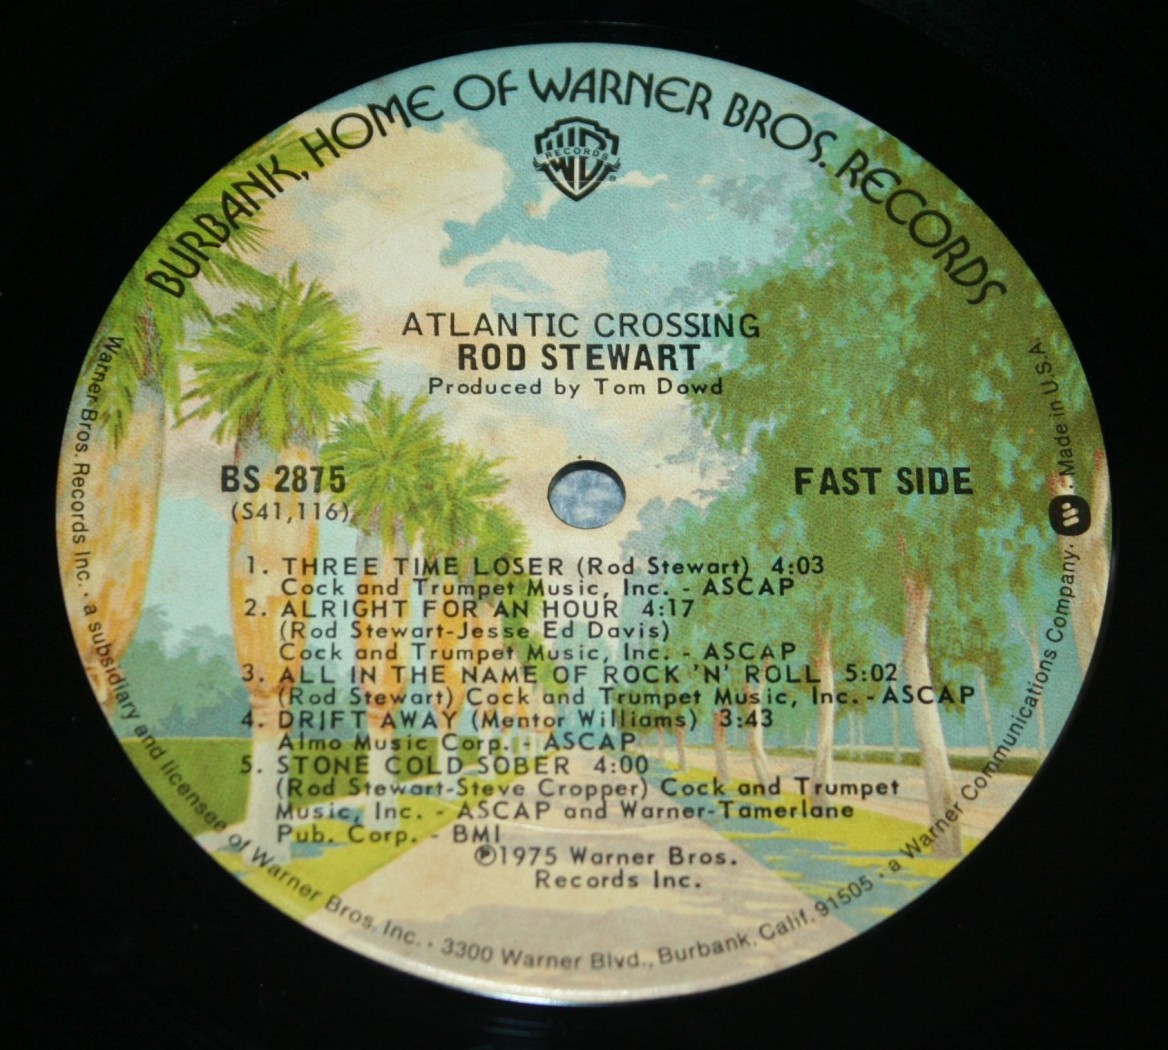 BURBANK, HOME OF WARNER BROS. RECORDS
WB
RECORDS
®
ATLANTIC CROSSING
ROD STEWART
Produced by Tom Dowd
BS 2875
(S41,116)
FAST SIDE
1. THREE TIME LOSER (Rod Stewart) 4:03
Cock and Trumpet Music, Inc. - ASCAP
2. ALRIGHT FOR AN HOUR 4:17
(Rod Stewart-Jesse Ed Davis)
Cock and Trumpet Music, Inc. - ASCAP
3. ALL IN THE NAME OF ROCK 'N' ROLL 5:02
(Rod Stewart) Cock and Trumpet Music, Inc. - ASCAP
4. DRIFT AWAY (Mentor Williams) 3:43
Almo Music Corp. - ASCAP
5. STONE COLD SOBER 4:00
(Rod Stewart-Steve Cropper) Cock and Trumpet
Music, Inc. - ASCAP and Warner-Tamerlane
Pub. Corp. - BMI
℗1975 Warner Bros.
Records Inc.
Warner Bros. Records Inc. · a subsidiary and licensee of Warner Bros. Inc. · 3300 Warner Blvd., Burbank, Calif. 91505 · a Warner Communications Company. · Made in U.S.A.